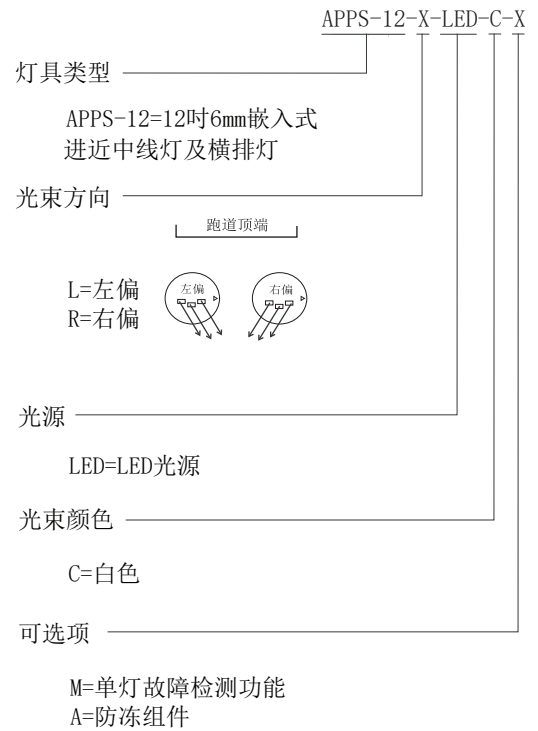 APPS-12-X-LED-C-X
灯具类型
APPS-12=12吋6mm嵌入式
进近中线灯及横排灯
光束方向
跑道顶端
左偏 右偏
L=左偏
R=右偏
光源
LED=LED光源
光束颜色
C=白色
可选项
M=单灯故障检测功能
A=防冻组件